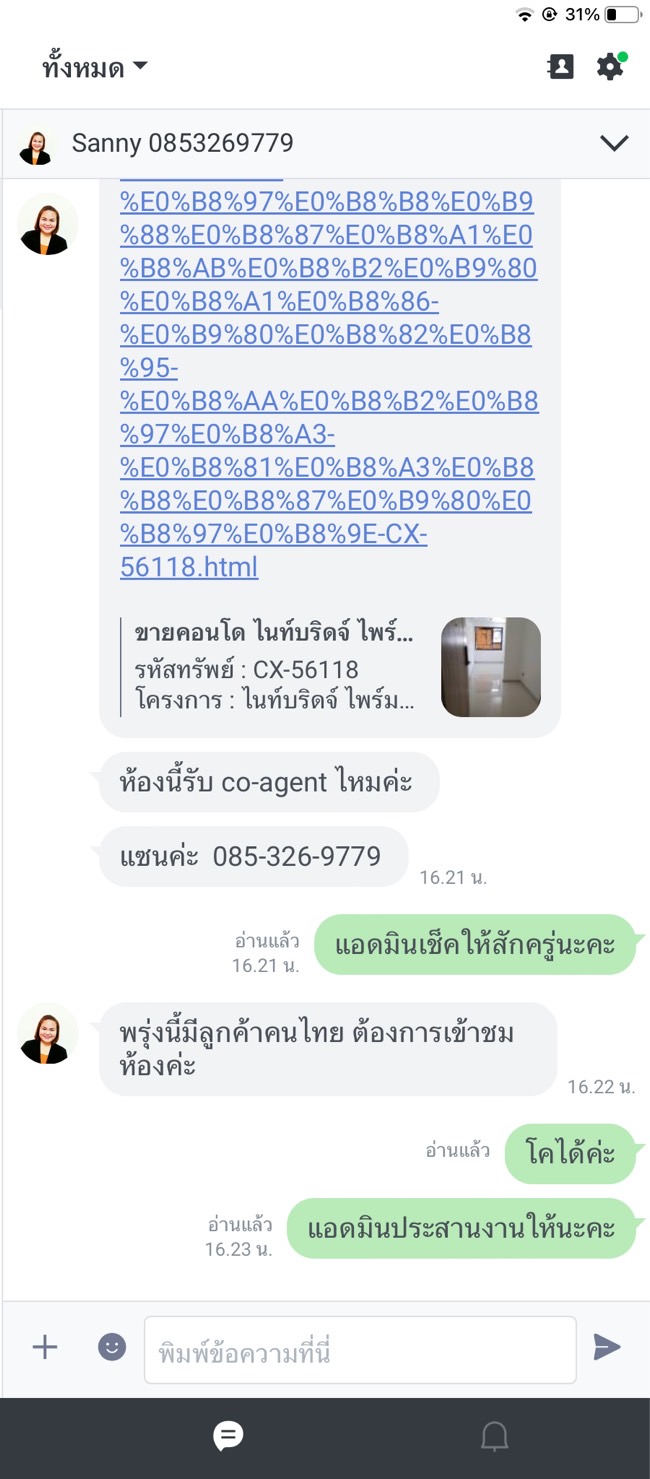 31%
ทั้งหมด
Sanny 0853269779
%E0%B8%97%E0%B8%B8%E0%B9
%88%E0%B8%87%E0%B8%A1%E0
%B8%AB%E0%B8%B2%E0%B9%80
%E0%B8%A1%E0%B8%86-
%E0%B9%80%E0%B8%82%E0%B8
%95-
%E0%B8%AA%E0%B8%B2%E0%B8
%97%E0%B8%A3-
%E0%B8%81%E0%B8%A3%E0%B8
%B8%E0%B8%87%E0%B9%80%E0
%B8%97%E0%B8%9E-CX-
56118.html
ขายคอนโด ไนท์บริดจ์ ไพร์...
รหัสทรัพย์ : CX-56118
โครงการ : ไนท์บริดจ์ ไพร์ม...
ห้องนี้รับ co-agent ไหมค่ะ
แซนค่ะ 085-326-9779
16.21 น.
อ่านแล้ว
16.21 น.
แอดมินเช็คให้สักครู่นะคะ
พรุ่งนี้มีลูกค้าคนไทย ต้องการเข้าชม
ห้องค่ะ
16.22 น.
อ่านแล้ว
โคได้ค่ะ
อ่านแล้ว
16.23 น.
แอดมินประสานงานให้นะคะ
พิมพ์ข้อความที่นี่